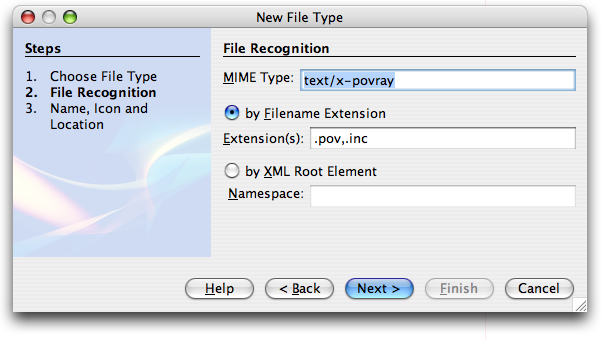 New File Type
Steps
1. Choose File Type
2. File Recognition
3. Name, Icon and
Location
File Recognition
MIME Type: text/x-povray
by Filename Extension
Extension(s): .pov,.inc
by XML Root Element
Namespace:
Help
< Back
Next >
Finish
Cancel